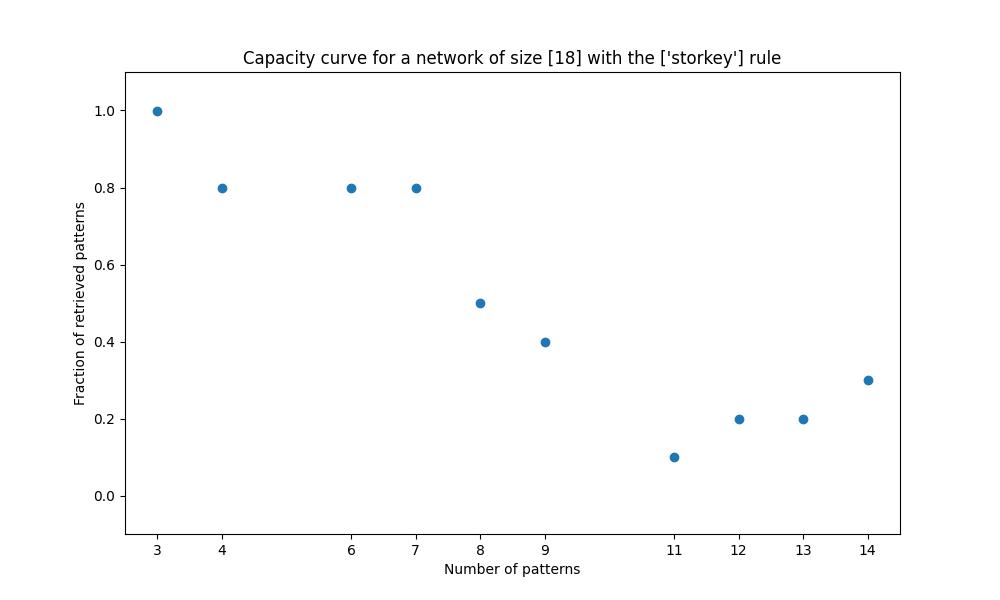 Capacity curve for a network of size [18] with the ['storkey'] rule
Fraction of retrieved patterns
1.0
0.8
0.6
0.4
0.2
0.0
3 4 6 7 8 9 11 12 13 14
Number of patterns